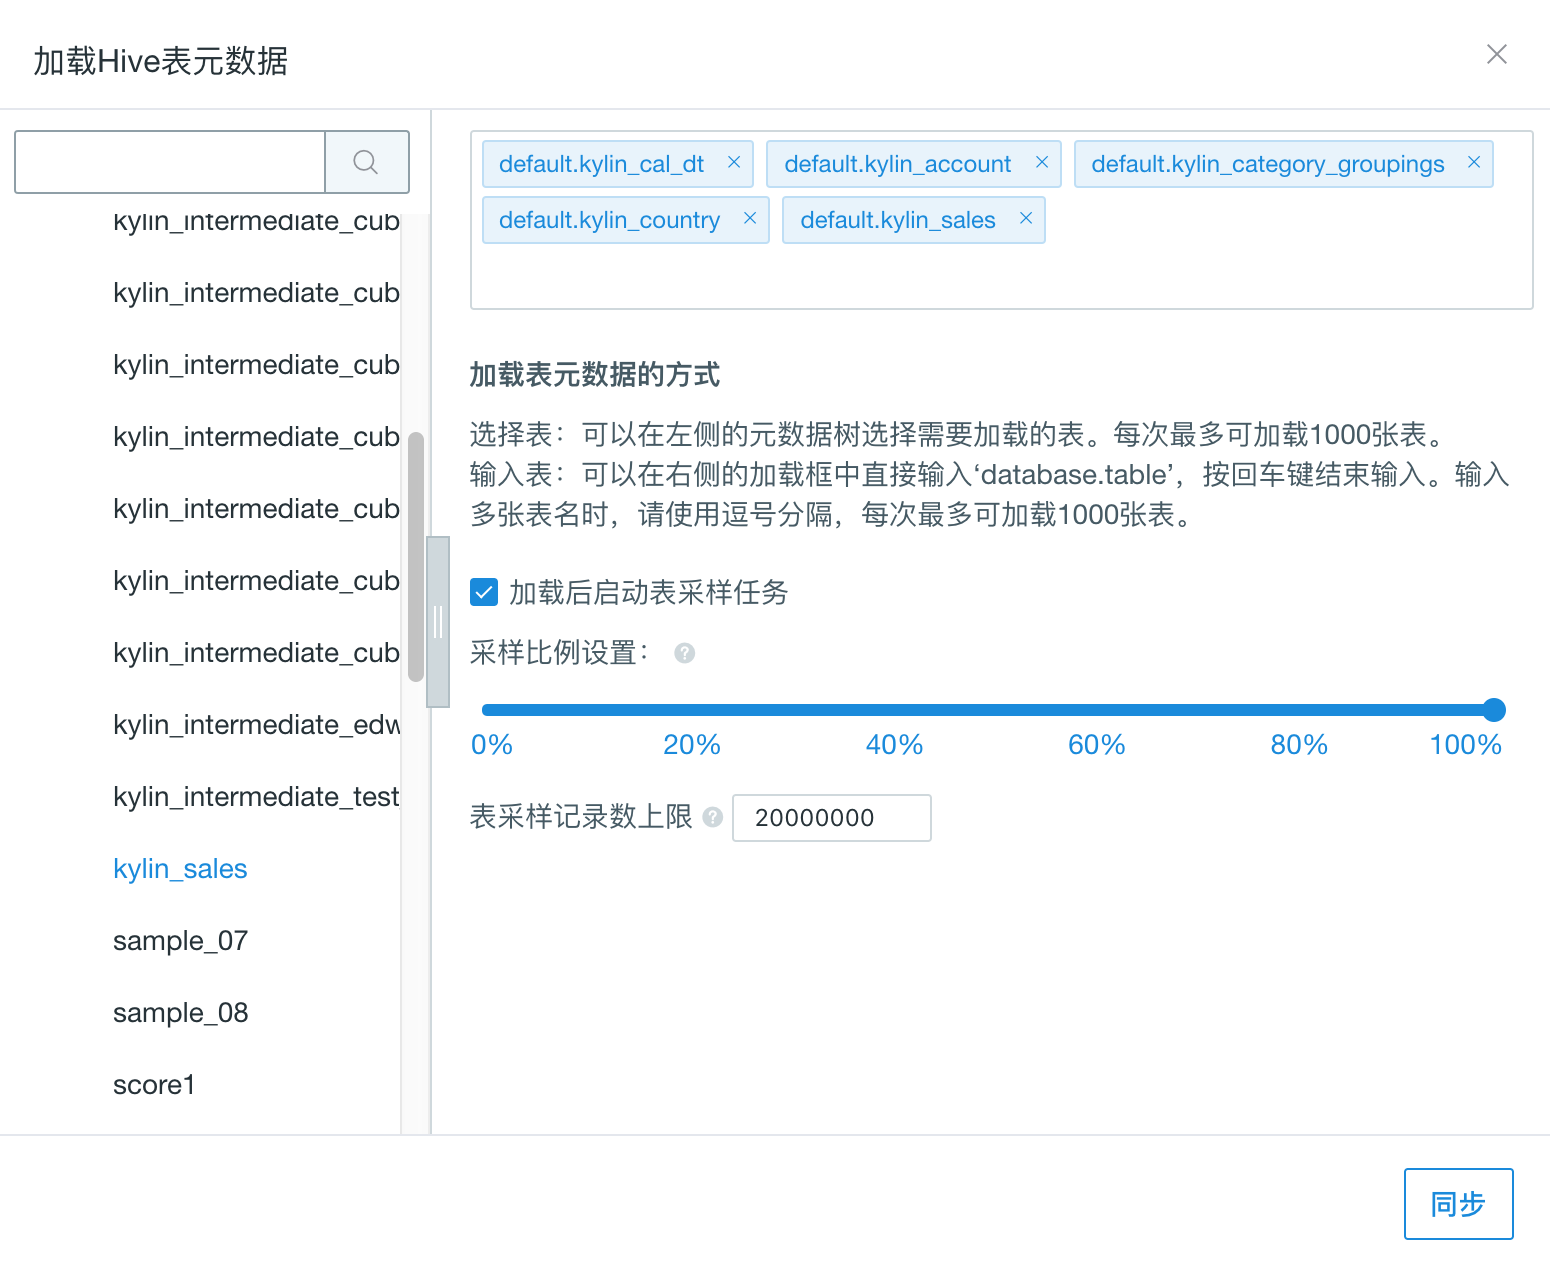 加载Hive表元数据
kylin_intermediate_cub
kylin_intermediate_cub
kylin_intermediate_cub
kylin_intermediate_cub
kylin_intermediate_cub
kylin_intermediate_cub
kylin_intermediate_cub
kylin_intermediate_edw
kylin_intermediate_test
kylin_sales
sample_07
sample_08
score1
default.kylin_cal_dt
default.kylin_account
default.kylin_category_groupings
default.kylin_country
default.kylin_sales
加载表元数据的方式
选择表：可以在左侧的元数据树选择需要加载的表。每次最多可加载1000张表。
输入表：可以在右侧的加载框中直接输入‘database.table’，按回车键结束输入。输入
多张表名时，请使用逗号分隔，每次最多可加载1000张表。
加载后启动表采样任务
采样比例设置：
0% 20% 40% 60% 80% 100%
表采样记录数上限 20000000
同步